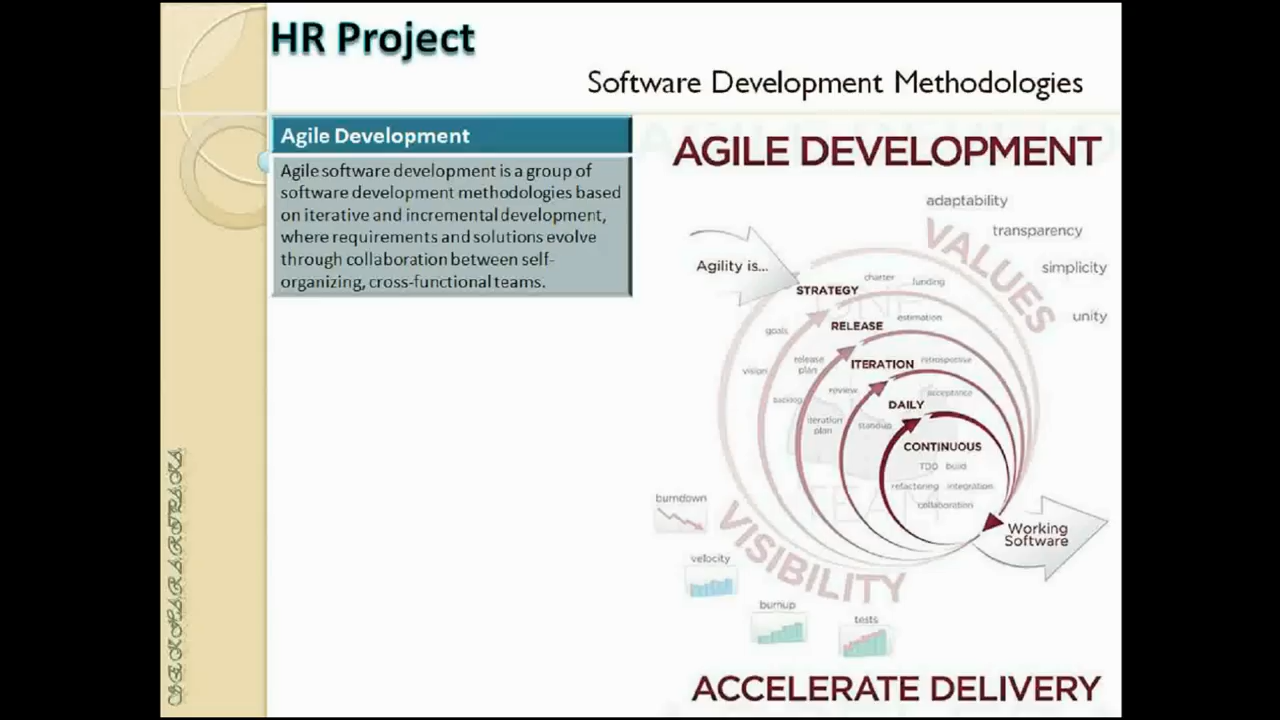 HR Project
Software Development Methodologies
Agile Development
Agile software development is a group of
software development methodologies based
on iterative and incremental development,
where requirements and solutions evolve
through collaboration between self-
organizing, cross-functional teams.
AGILE DEVELOPMENT
adaptability
transparency
VALUES
simplicity
unity
Agility is...
STRATEGY
charter
funding
goals
RELEASE
estimation
vision
release
plan
ITERATION
retrospective
backlog
review
DAILY
acceptance
iteration
plan
standup
CONTINUOUS
TDD build
refactoring integration
collaboration
TEAM
Working
Software
VISIBILITY
burndown
velocity
burnup
tests
ACCELERATE DELIVERY